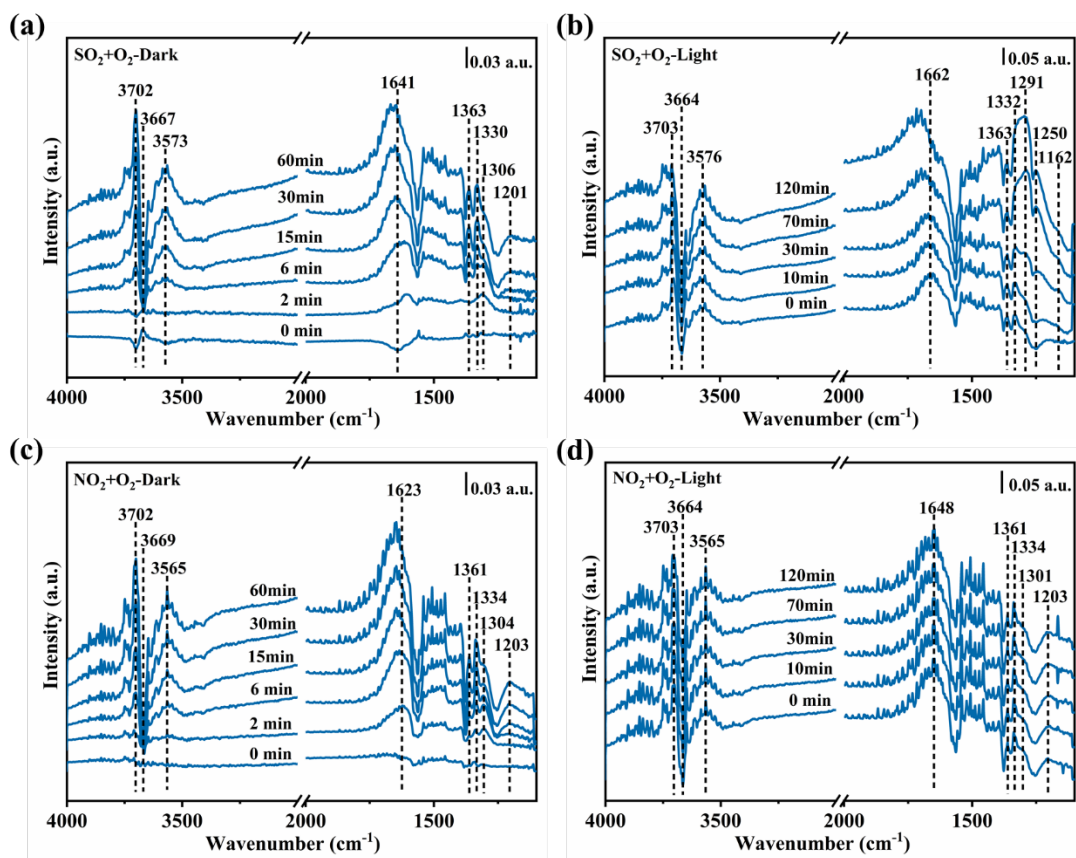 (a)
SO2+O2-Dark
0.03 a.u.
3702
3667
3573
1641
1363
1330
1306
1201
60min
30min
15min
6 min
2 min
0 min
Intensity (a.u.)
4000
3500
2000
1500
Wavenumber (cm-1)
(b)
SO2+O2-Light
0.05 a.u.
3703
3664
3576
1662
1363
1332
1291
1250
1162
120min
70min
30min
10min
0 min
Intensity (a.u.)
4000
3500
2000
1500
Wavenumber (cm-1)
(c)
NO2+O2-Dark
0.03 a.u.
3702
3669
3565
1623
1361
1334
1304
1203
60min
30min
15min
6 min
2 min
0 min
Intensity (a.u.)
4000
3500
2000
1500
Wavenumber (cm-1)
(d)
NO2+O2-Light
0.05 a.u.
3703
3664
3565
1648
1361
1334
1301
1203
120min
70min
30min
10min
0 min
Intensity (a.u.)
4000
3500
2000
1500
Wavenumber (cm-1)